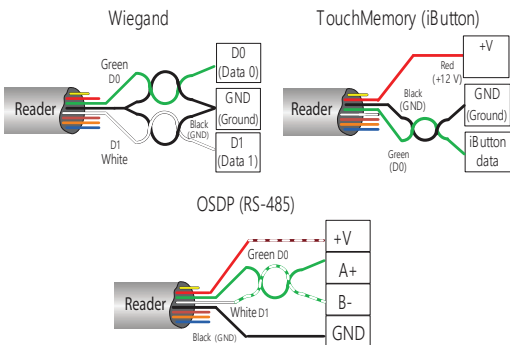 Wiegand
Green
D0
Reader
D1
White
Black
(GND)
D0
(Data 0)
GND
(Ground)
D1
(Data 1)
TouchMemory (iButton)
Red
(+12 V)
Black
(GND)
Reader
Green
(D0)
+V
GND
(Ground)
iButton
data
OSDP (RS-485)
Green D0
Reader
White D1
Black (GND)
+V
A+
B-
GND